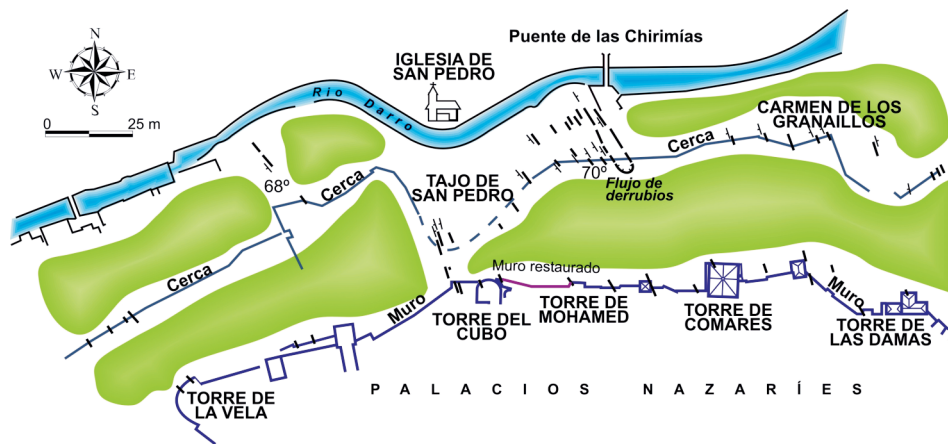 N
W E
S
0 25 m
IGLESIA DE
SAN PEDRO
Puente de las Chirimías
Río Darro
CARMEN DE LOS
GRANAILLOS
Cerca
70º
Flujo de
derrubios
68º
Cerca
TAJO DE
SAN PEDRO
Cerca
Muro
Muro restaurado
TORRE DEL
CUBO
TORRE DE
MOHAMED
TORRE DE
COMARES
Muro
TORRE DE
LAS DAMAS
TORRE DE
LA VELA
PALACIOS NAZARÍES